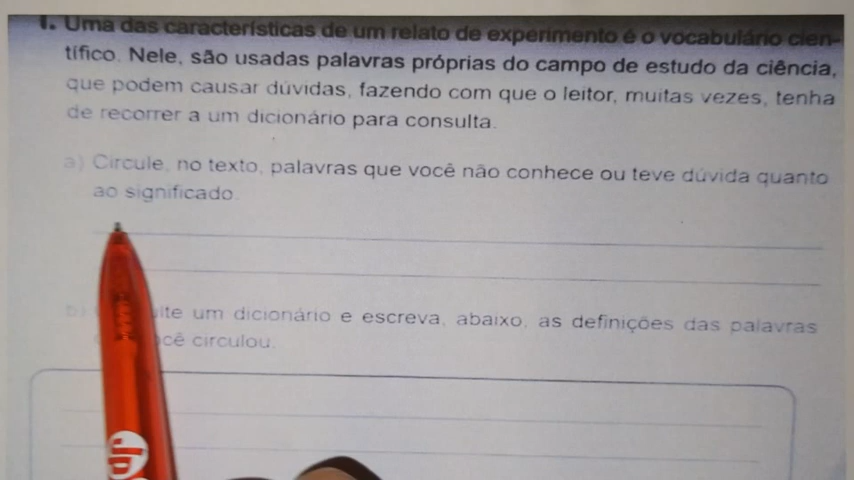 1. Uma das características de um relato de experimento é o vocabulário cien-
tífico. Nele, são usadas palavras próprias do campo de estudo da ciência,
que podem causar dúvidas, fazendo com que o leitor, muitas vezes, tenha
de recorrer a um dicionário para consulta.
a) Circule, no texto, palavras que você não conhece ou teve dúvida quanto
ao significado.
b) um dicionário e escreva, abaixo, as definições das palavras
circulou.